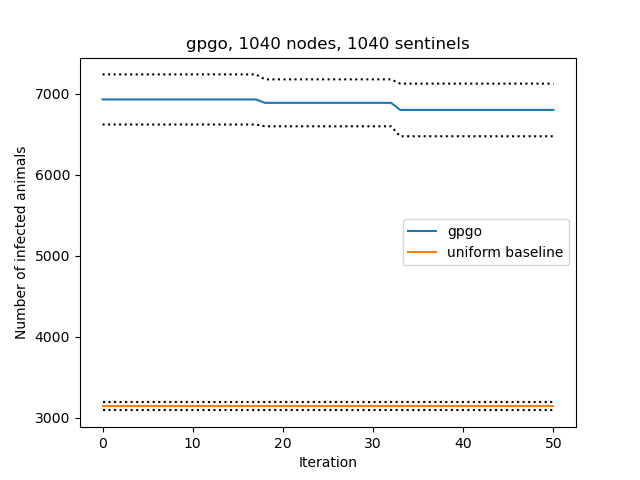 gpgo, 1040 nodes, 1040 sentinels
Number of infected animals
7000
6000
5000
4000
3000
gpgo
uniform baseline
0 10 20 30 40 50
Iteration